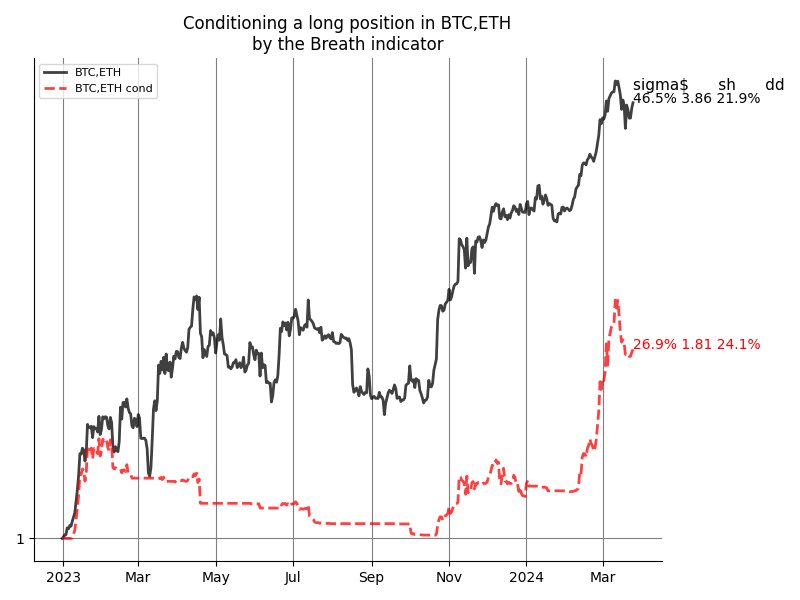 Conditioning a long position in BTC,ETH
by the Breath indicator
BTC,ETH
BTC,ETH cond
sigma$ sh dd
46.5% 3.86 21.9%
26.9% 1.81 24.1%
1
2023 Mar May Jul Sep Nov 2024 Mar